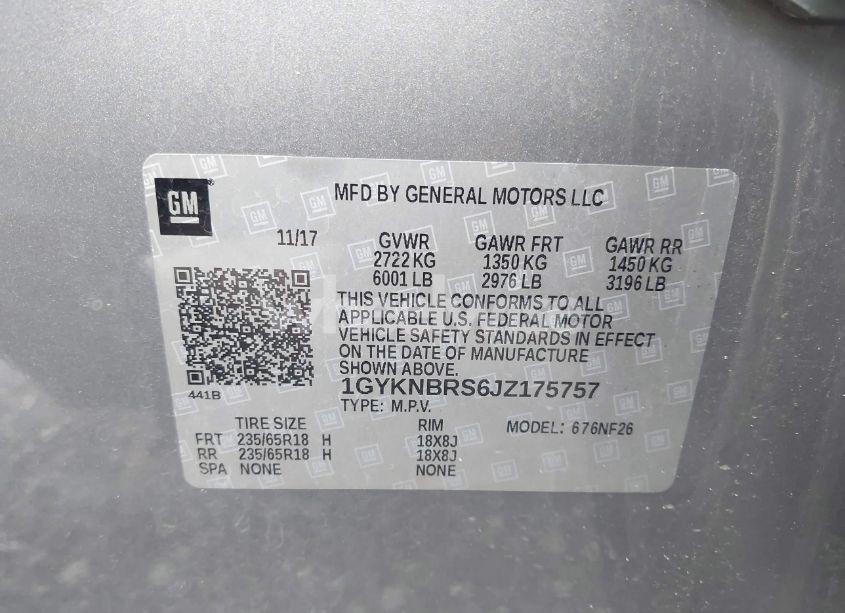 GM
MFD BY GENERAL MOTORS LLC
11/17 GVWR GAWR FRT GAWR RR
2722 KG 1350 KG 1450 KG
6001 LB 2976 LB 3196 LB
THIS VEHICLE CONFORMS TO ALL
APPLICABLE U.S. FEDERAL MOTOR
VEHICLE SAFETY STANDARDS IN EFFECT
ON THE DATE OF MANUFACTURE
SHOWN ABOVE.
1GYKNBRS6JZ175757
441B
TYPE: M.P.V.
TIRE SIZE RIM MODEL: 676NF26
FRT 235/65R18 H 18X8J
RR 235/65R18 H 18X8J
SPA NONE NONE